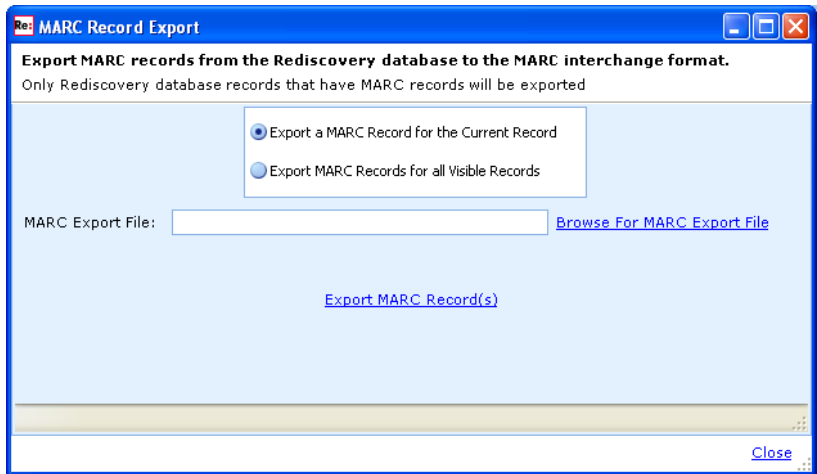 Re: MARC Record Export
Export MARC records from the Rediscovery database to the MARC interchange format.
Only Rediscovery database records that have MARC records will be exported
Export a MARC Record for the Current Record
Export MARC Records for all Visible Records
MARC Export File: Browse For MARC Export File
Export MARC Record(s)
Close